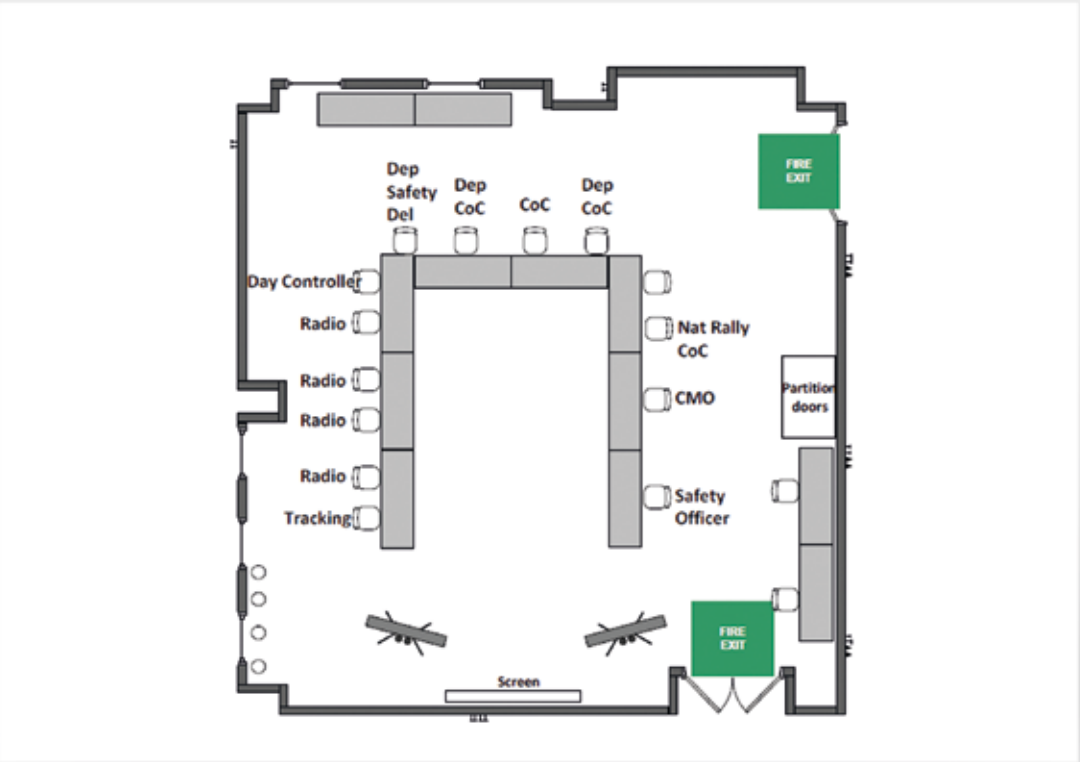 FIRE
EXIT
Dep
Safety
Del
Dep
CoC
CoC
Dep
CoC
Day Controller
Radio
Nat Rally
CoC
Radio
CMO
Partition
doors
Radio
Radio
Safety
Officer
Tracking
FIRE
EXIT
Screen